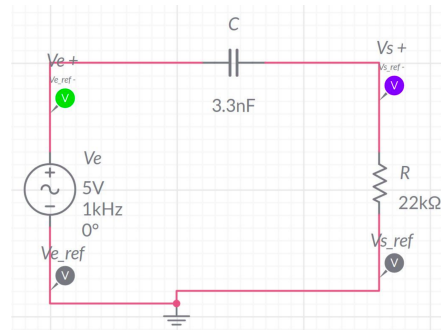 C
Ve +
Ve_ref -
V
Vs +
Vs_ref -
V
3.3nF
Ve
5V
1kHz
0°
R
22kΩ
Ve_ref
V
Vs_ref
V